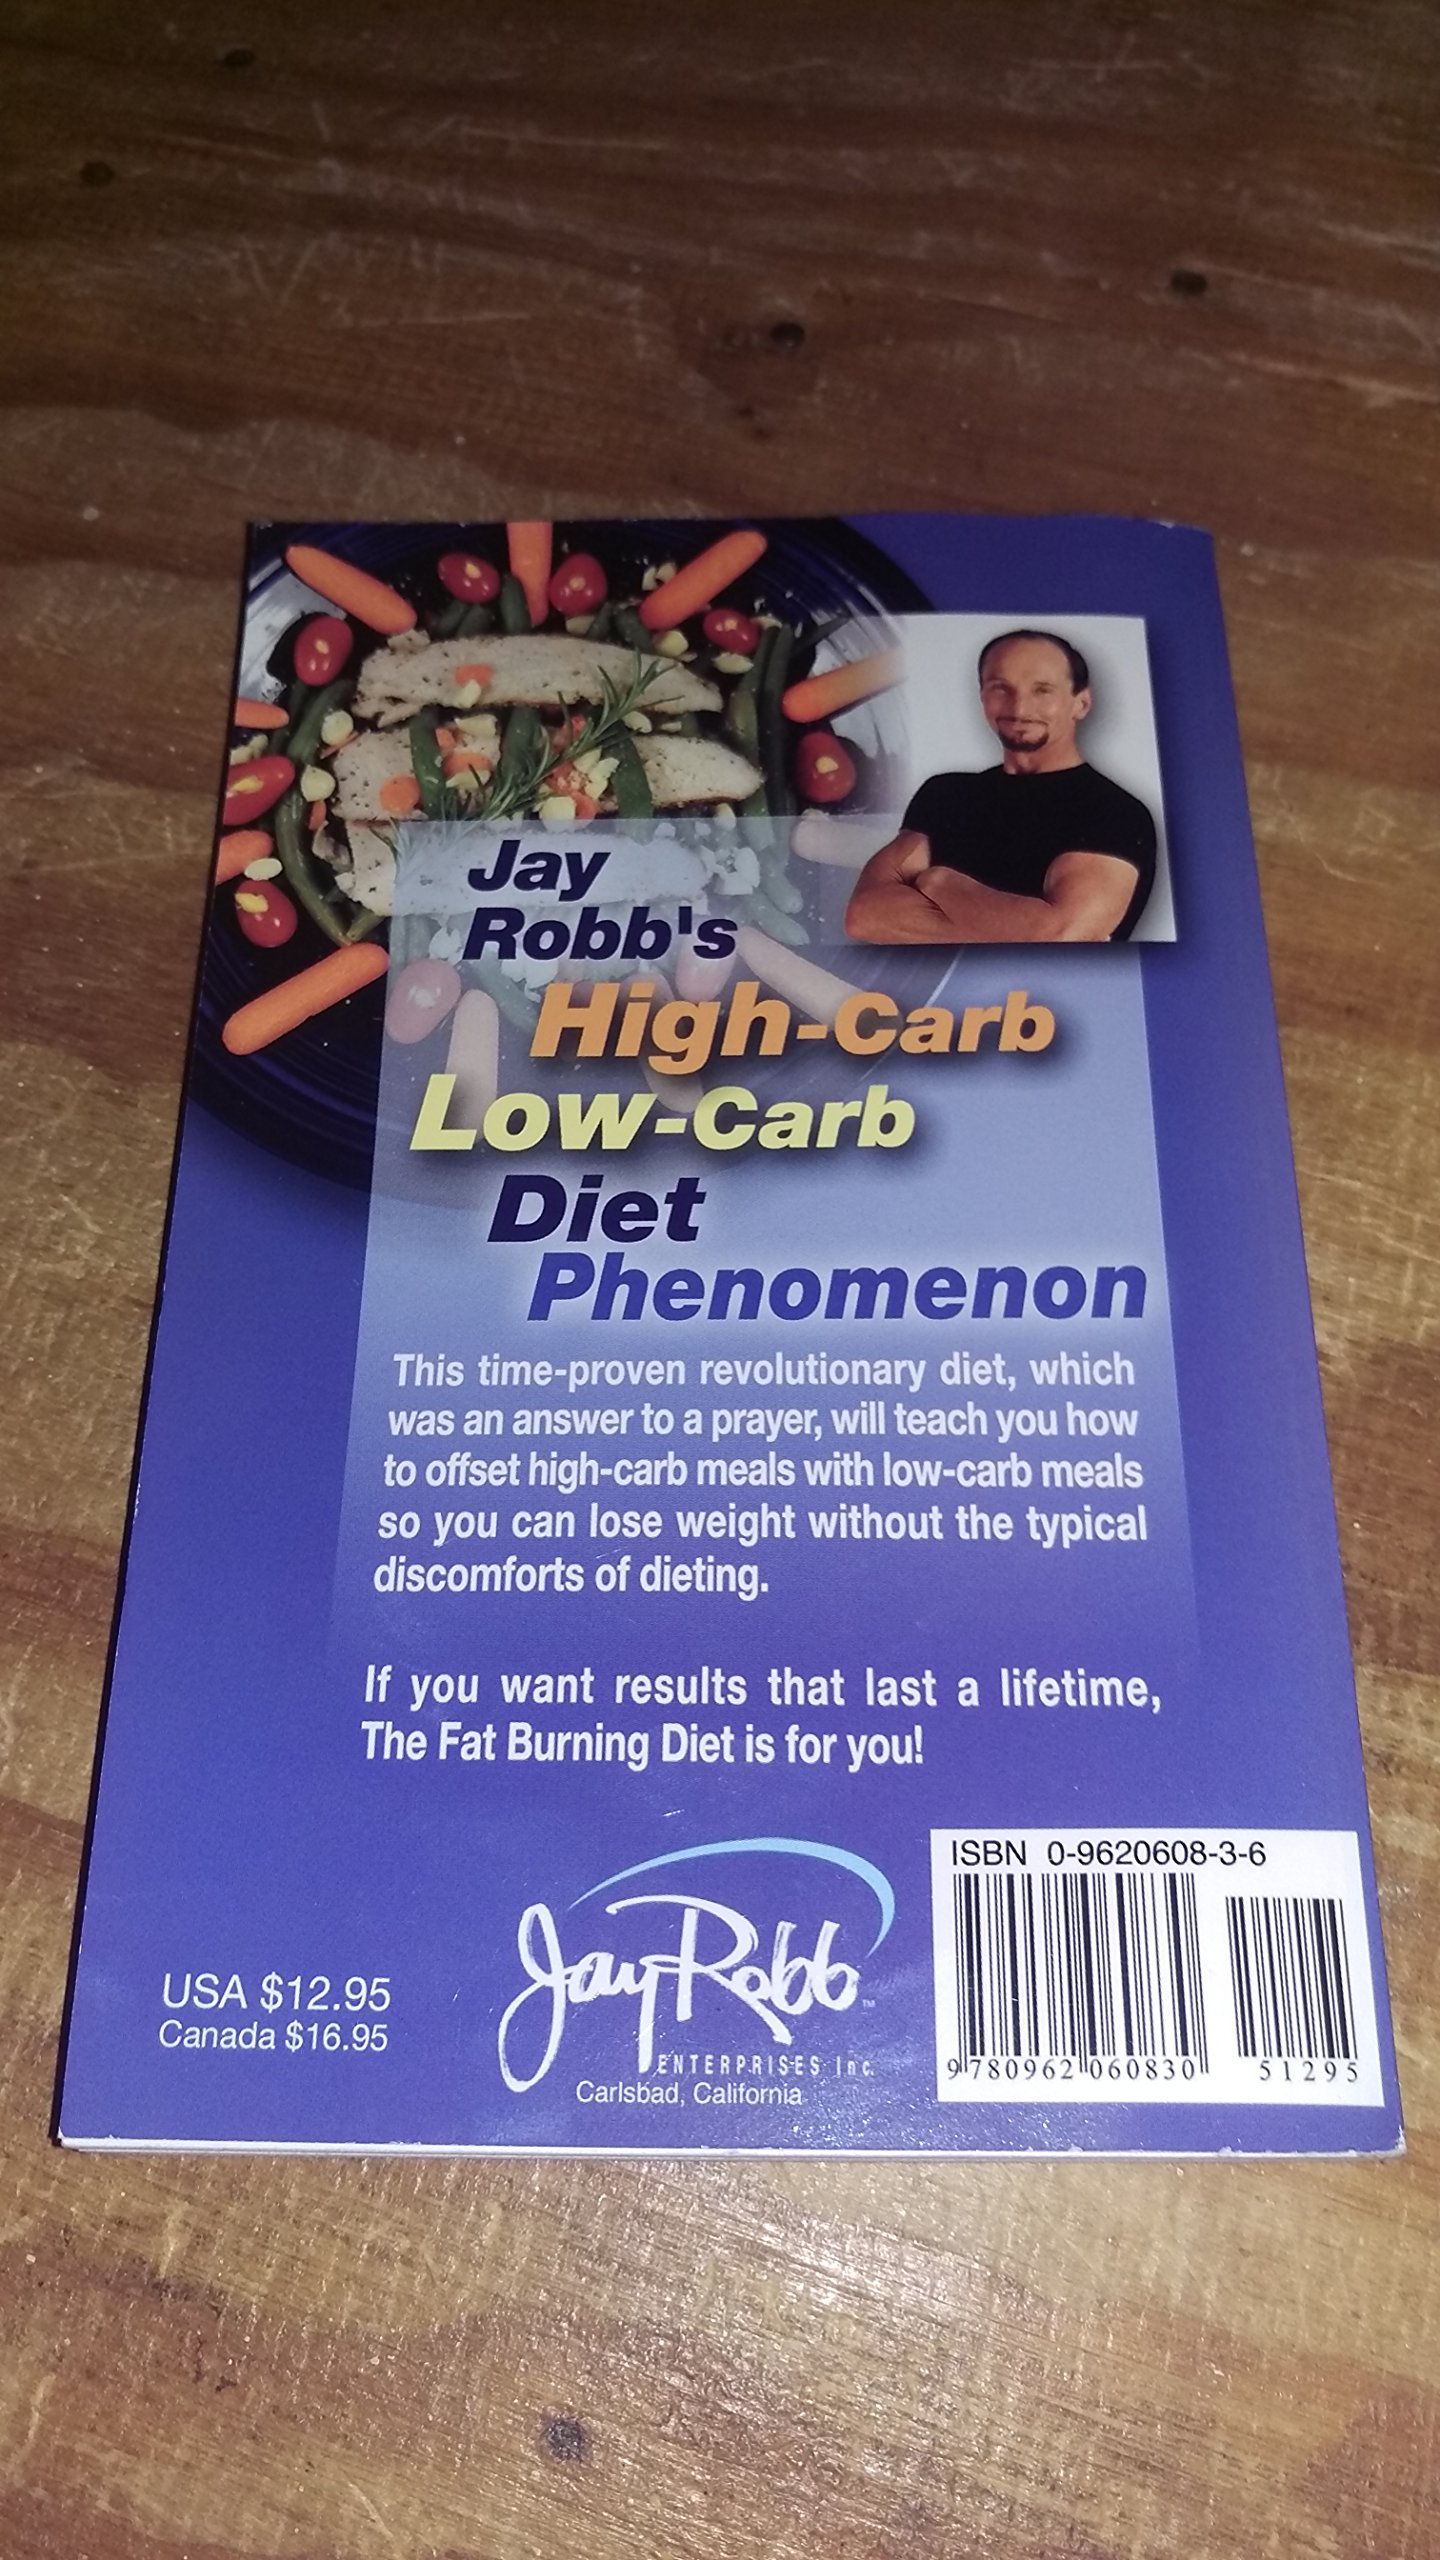 Jay
Robb's
High-Carb
Low-Carb
Diet
Phenomenon
This time-proven revolutionary diet, which
was an answer to a prayer, will teach you how
to offset high-carb meals with low-carb meals
so you can lose weight without the typical
discomforts of dieting.
If you want results that last a lifetime,
The Fat Burning Diet is for you!
USA $12.95
Canada $16.95
Jay Robb™
ENTERPRISES Inc.
Carlsbad, California
ISBN 0-9620608-3-6
9 780962 060830
51295